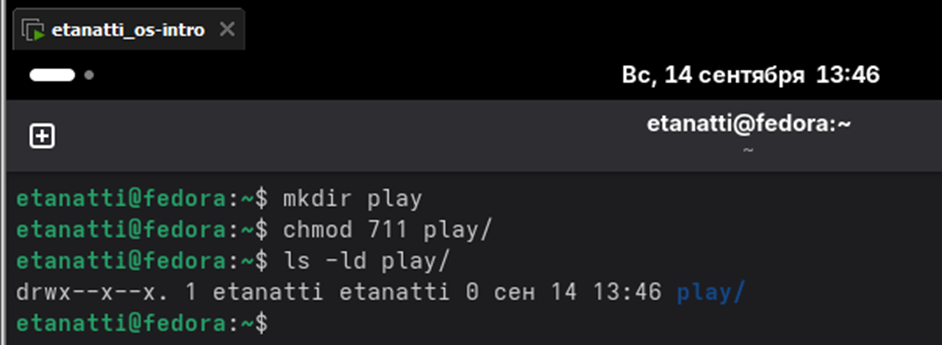 etanatti_os-intro
Вс, 14 сентября 13:46
etanatti@fedora:~
~
etanatti@fedora:~$ mkdir play
etanatti@fedora:~$ chmod 711 play/
etanatti@fedora:~$ ls -ld play/
drwx--x--x. 1 etanatti etanatti 0 сен 14 13:46 play/
etanatti@fedora:~$